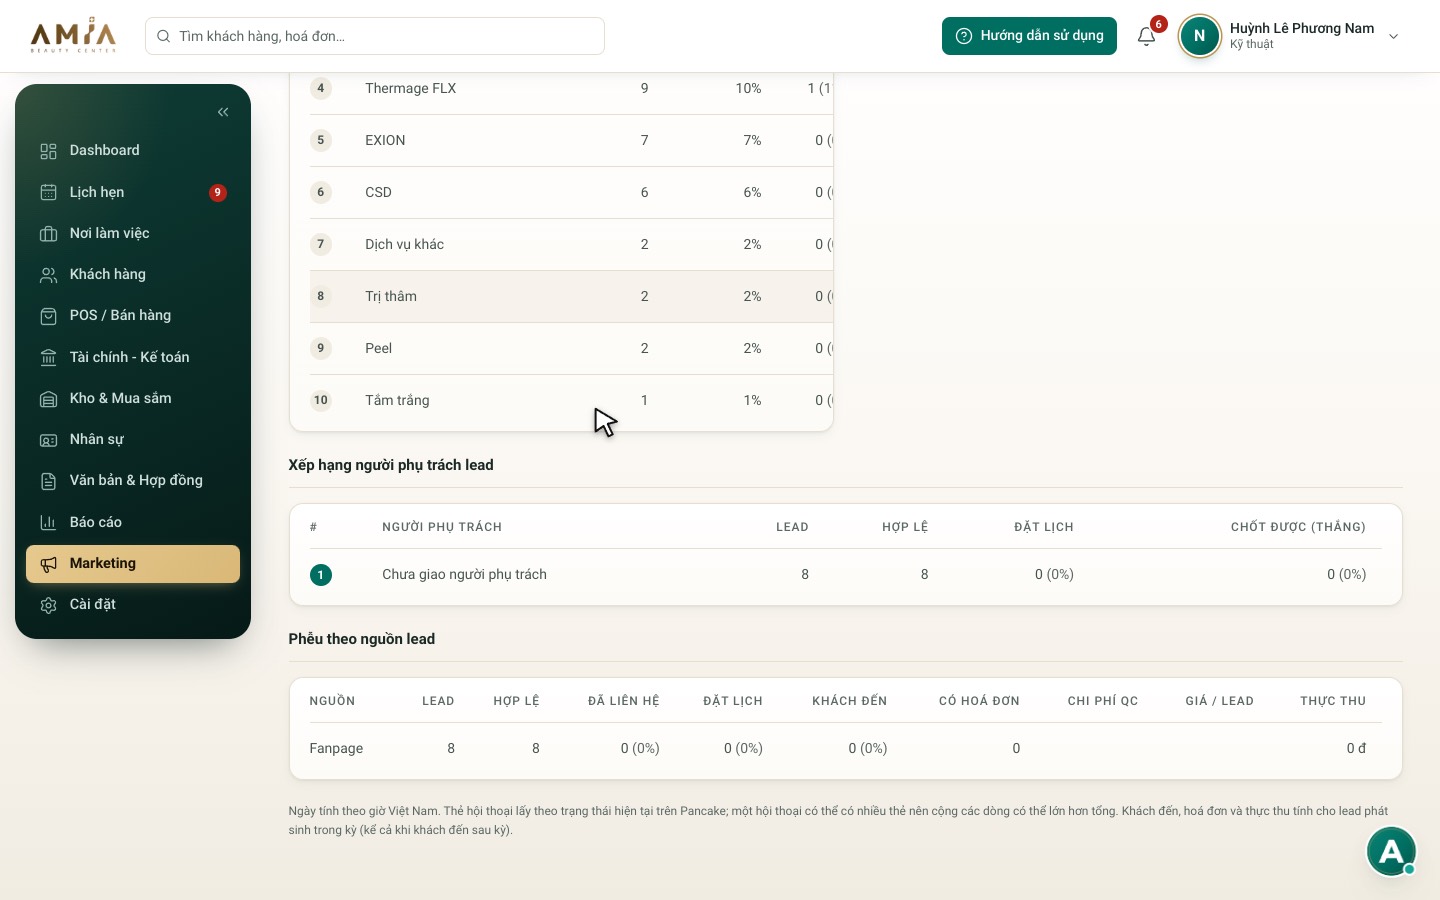 AMIA
BEAUTY CENTER
Tìm khách hàng, hoá đơn...
Hướng dẫn sử dụng
6
N
Huỳnh Lê Phương Nam
Kỹ thuật
Dashboard
Lịch hẹn 9
Nơi làm việc
Khách hàng
POS / Bán hàng
Tài chính - Kế toán
Kho & Mua sắm
Nhân sự
Văn bản & Hợp đồng
Báo cáo
Marketing
Cài đặt
4 Thermage FLX 9 10% 1 (1
5 EXION 7 7% 0 (
6 CSD 6 6% 0 (
7 Dịch vụ khác 2 2% 0 (
8 Trị thâm 2 2% 0 (
9 Peel 2 2% 0 (
10 Tắm trắng 1 1% 0 (
Xếp hạng người phụ trách lead
# NGƯỜI PHỤ TRÁCH LEAD HỢP LỆ ĐẶT LỊCH CHỐT ĐƯỢC (THẮNG)
1 Chưa giao người phụ trách 8 8 0 (0%) 0 (0%)
Phễu theo nguồn lead
NGUỒN LEAD HỢP LỆ ĐÃ LIÊN HỆ ĐẶT LỊCH KHÁCH ĐẾN CÓ HOÁ ĐƠN CHI PHÍ QC GIÁ / LEAD THỰC THU
Fanpage 8 8 0 (0%) 0 (0%) 0 (0%) 0 0 đ
Ngày tính theo giờ Việt Nam. Thẻ hội thoại lấy theo trạng thái hiện tại trên Pancake; một hội thoại có thể có nhiều thẻ nên cộng các dòng có thể lớn hơn tổng. Khách đến, hoá đơn và thực thu tính cho lead phát
sinh trong kỳ (kể cả khi khách đến sau kỳ).
A